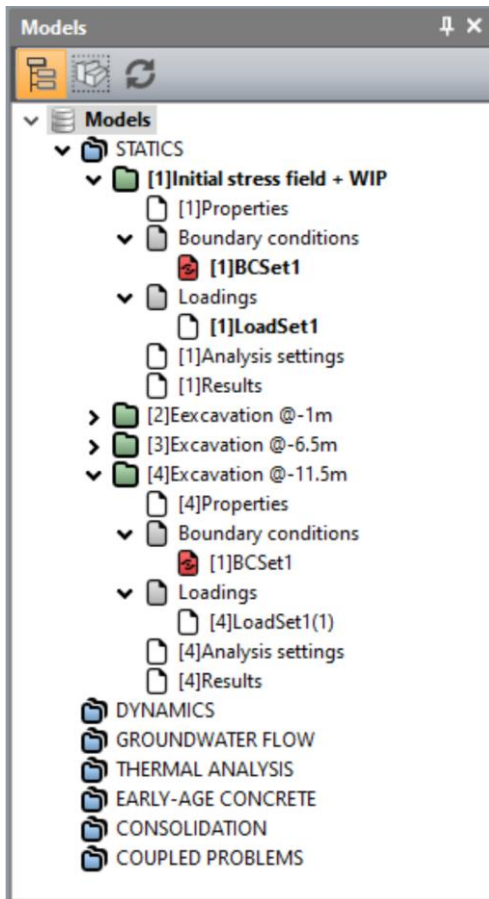 Models
Models
STATICS
[1]Initial stress field + WIP
[1]Properties
Boundary conditions
[1]BCSet1
Loadings
[1]LoadSet1
[1]Analysis settings
[1]Results
[2]Eexcavation @-1m
[3]Excavation @-6.5m
[4]Excavation @-11.5m
[4]Properties
Boundary conditions
[1]BCSet1
Loadings
[4]LoadSet1(1)
[4]Analysis settings
[4]Results
DYNAMICS
GROUNDWATER FLOW
THERMAL ANALYSIS
EARLY-AGE CONCRETE
CONSOLIDATION
COUPLED PROBLEMS